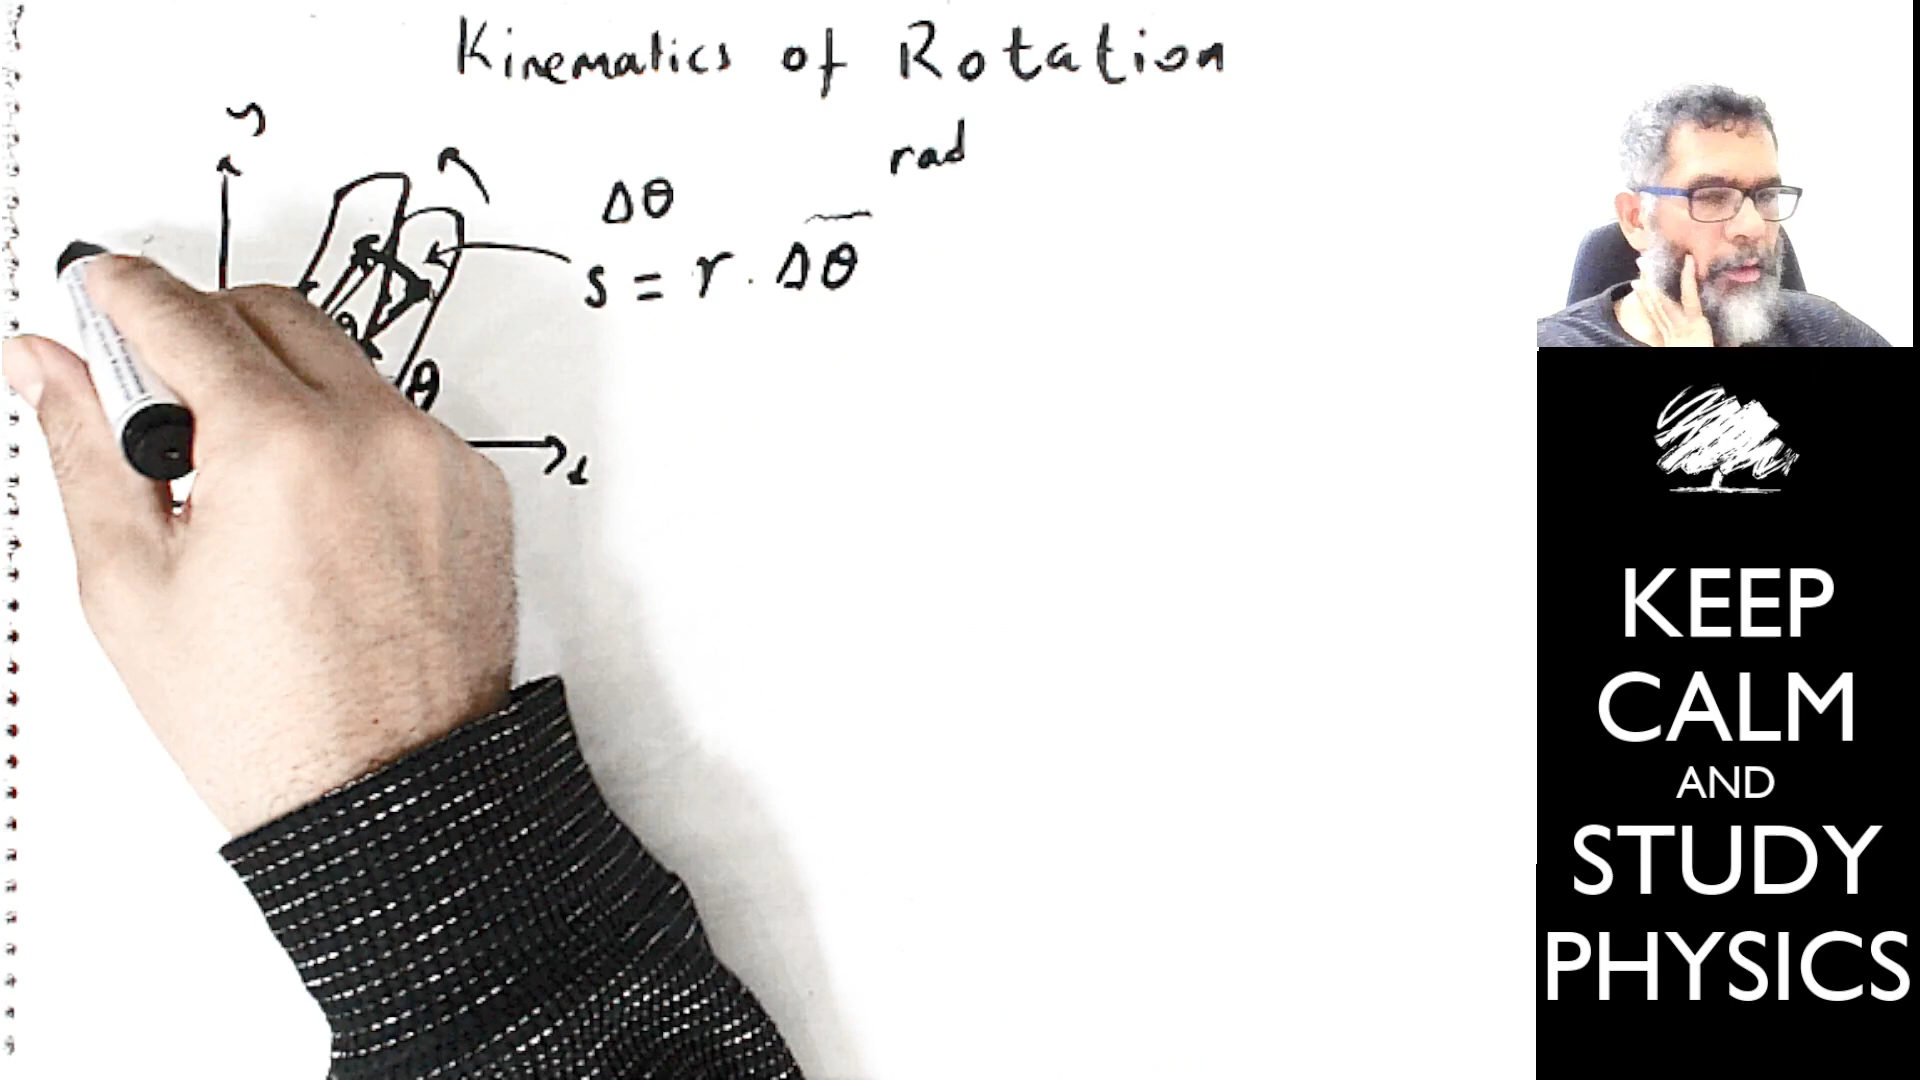 Kinematics of Rotation
y
rad
Δθ
s = r . Δθ
θ
KEEP
CALM
AND
STUDY
PHYSICS